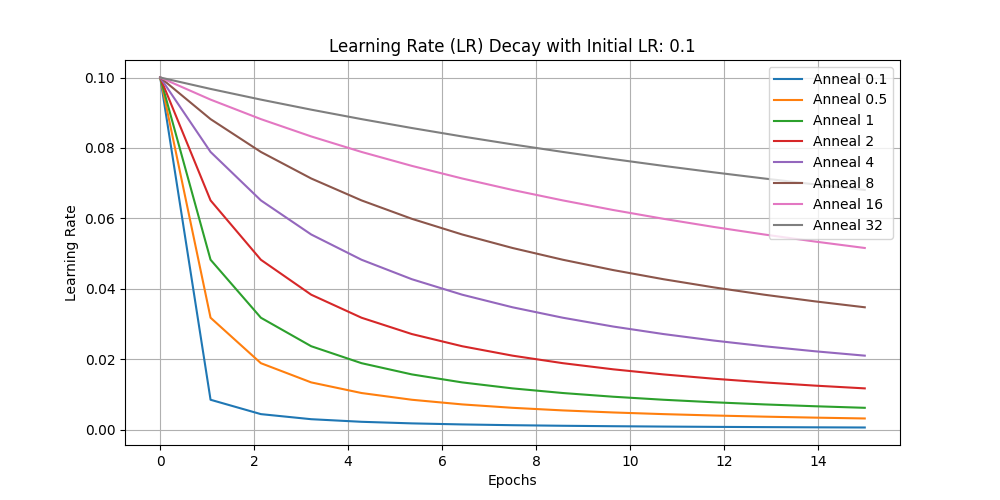 Learning Rate (LR) Decay with Initial LR: 0.1
Learning Rate
0.10
0.08
0.06
0.04
0.02
0.00
Anneal 0.1
Anneal 0.5
Anneal 1
Anneal 2
Anneal 4
Anneal 8
Anneal 16
Anneal 32
0 2 4 6 8 10 12 14
Epochs